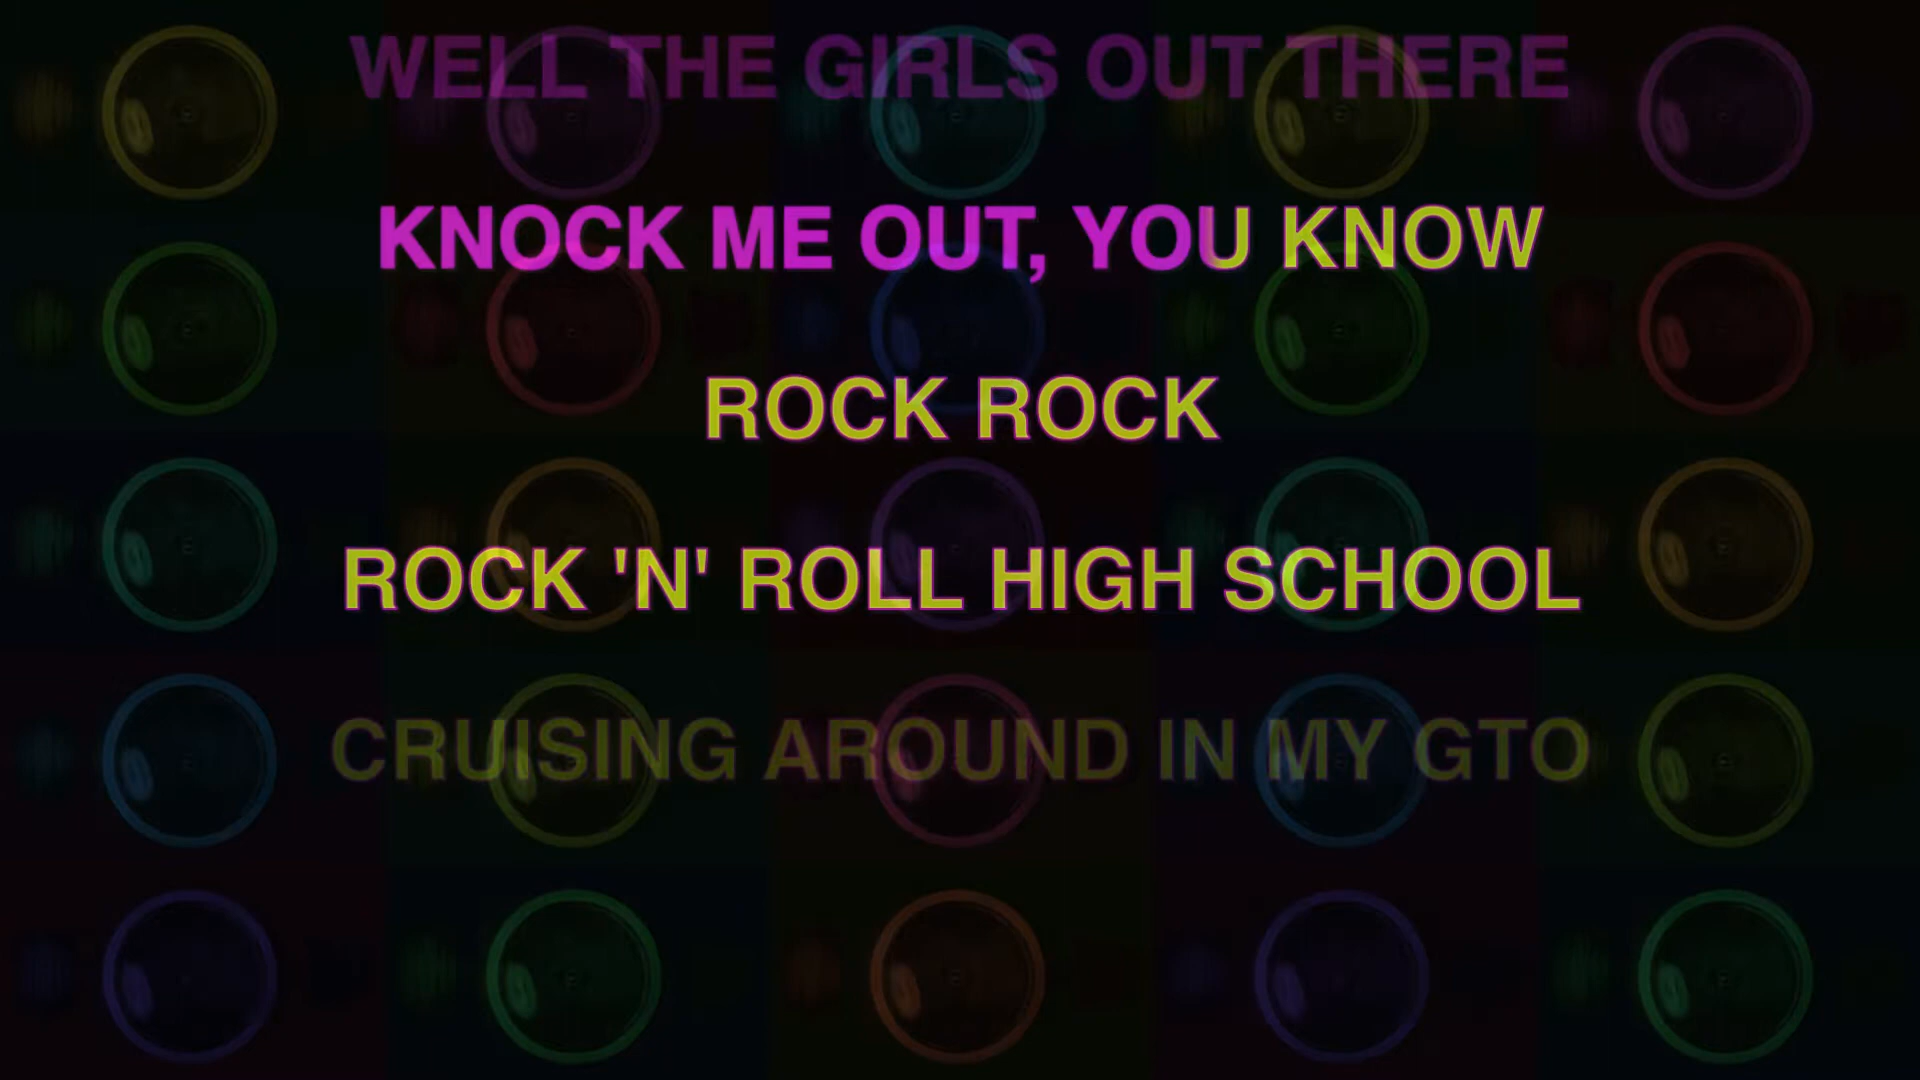 WELL THE GIRLS OUT THERE
KNOCK ME OUT, YOU KNOW
ROCK ROCK
ROCK 'N' ROLL HIGH SCHOOL
CRUISING AROUND IN MY GTO